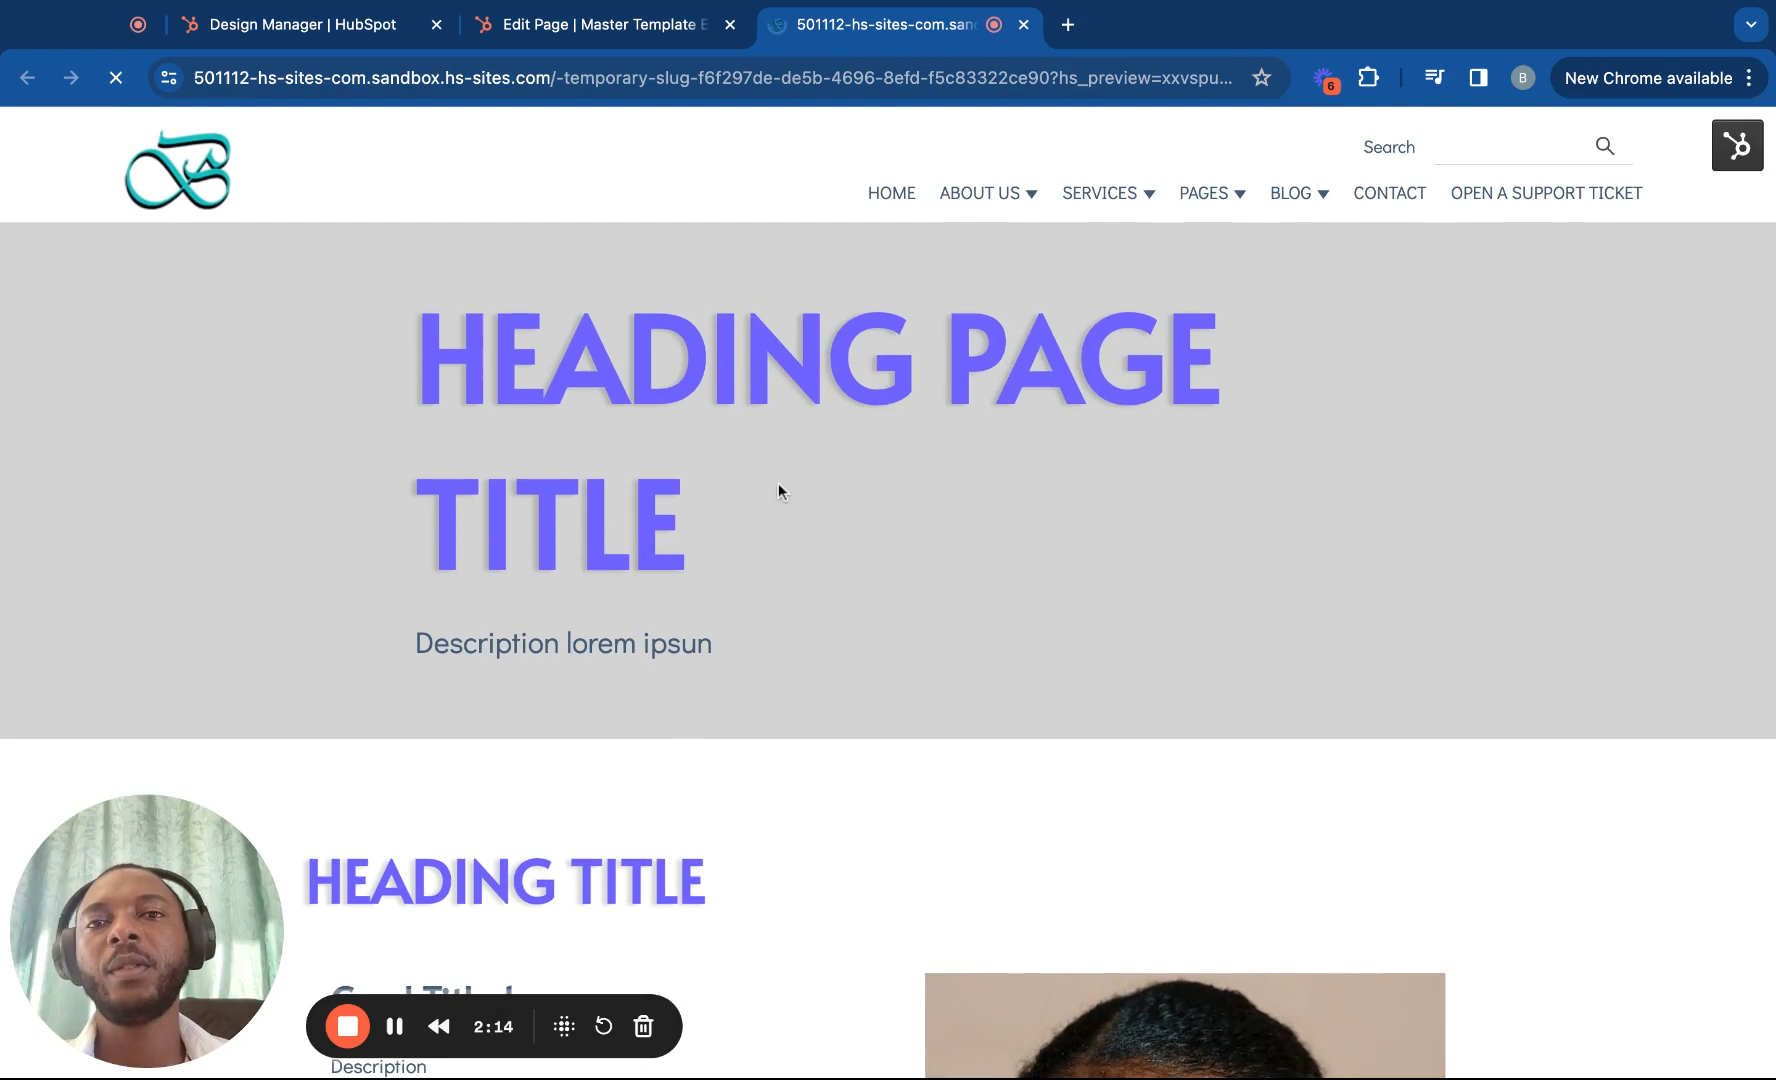 Design Manager | HubSpot
Edit Page | Master Template E
501112-hs-sites-com.san
501112-hs-sites-com.sandbox.hs-sites.com/-temporary-slug-f6f297de-de5b-4696-8efd-f5c83322ce90?hs_preview=xxvspu...
6
B
New Chrome available
Search
HOME ABOUT US SERVICES PAGES BLOG CONTACT OPEN A SUPPORT TICKET
HEADING PAGE
TITLE
Description lorem ipsun
HEADING TITLE
2:14
Description